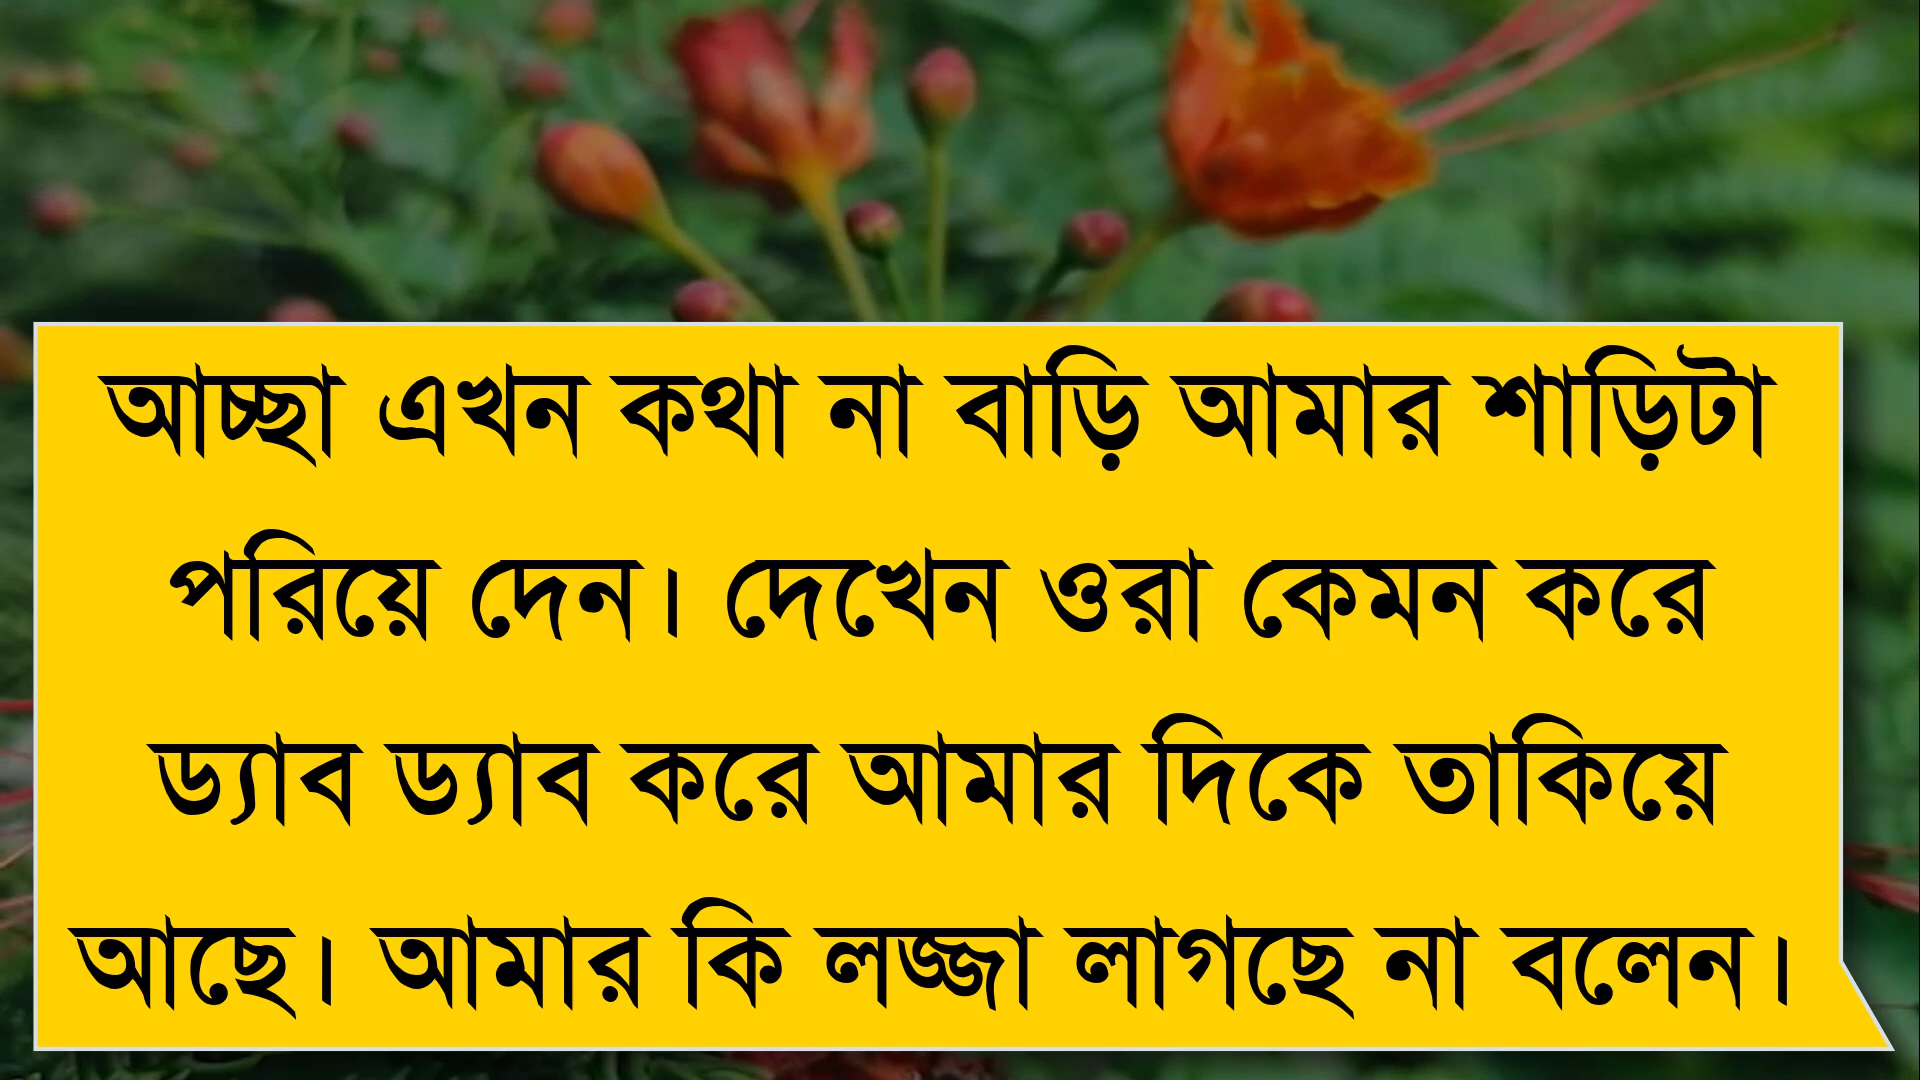 আচ্ছা এখন কথা না বাড়ি আমার শাড়িটা
পরিয়ে দেন। দেখেন ওরা কেমন করে
ড্যাব ড্যাব করে আমার দিকে তাকিয়ে
আছে। আমার কি লজ্জা লাগছে না বলেন।